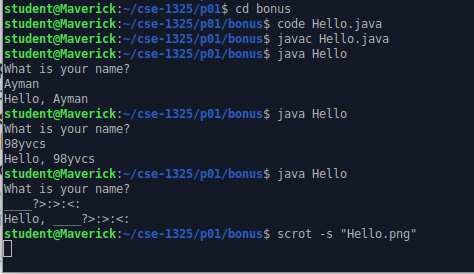 student@Maverick:~/cse-1325/p01$ cd bonus
student@Maverick:~/cse-1325/p01/bonus$ code Hello.java
student@Maverick:~/cse-1325/p01/bonus$ javac Hello.java
student@Maverick:~/cse-1325/p01/bonus$ java Hello
What is your name?
Ayman
Hello, Ayman
student@Maverick:~/cse-1325/p01/bonus$ java Hello
What is your name?
98yvcs
Hello, 98yvcs
student@Maverick:~/cse-1325/p01/bonus$ java Hello
What is your name?
____?>:>:<:
Hello, ____?>:>:<:
student@Maverick:~/cse-1325/p01/bonus$ scrot -s "Hello.png"